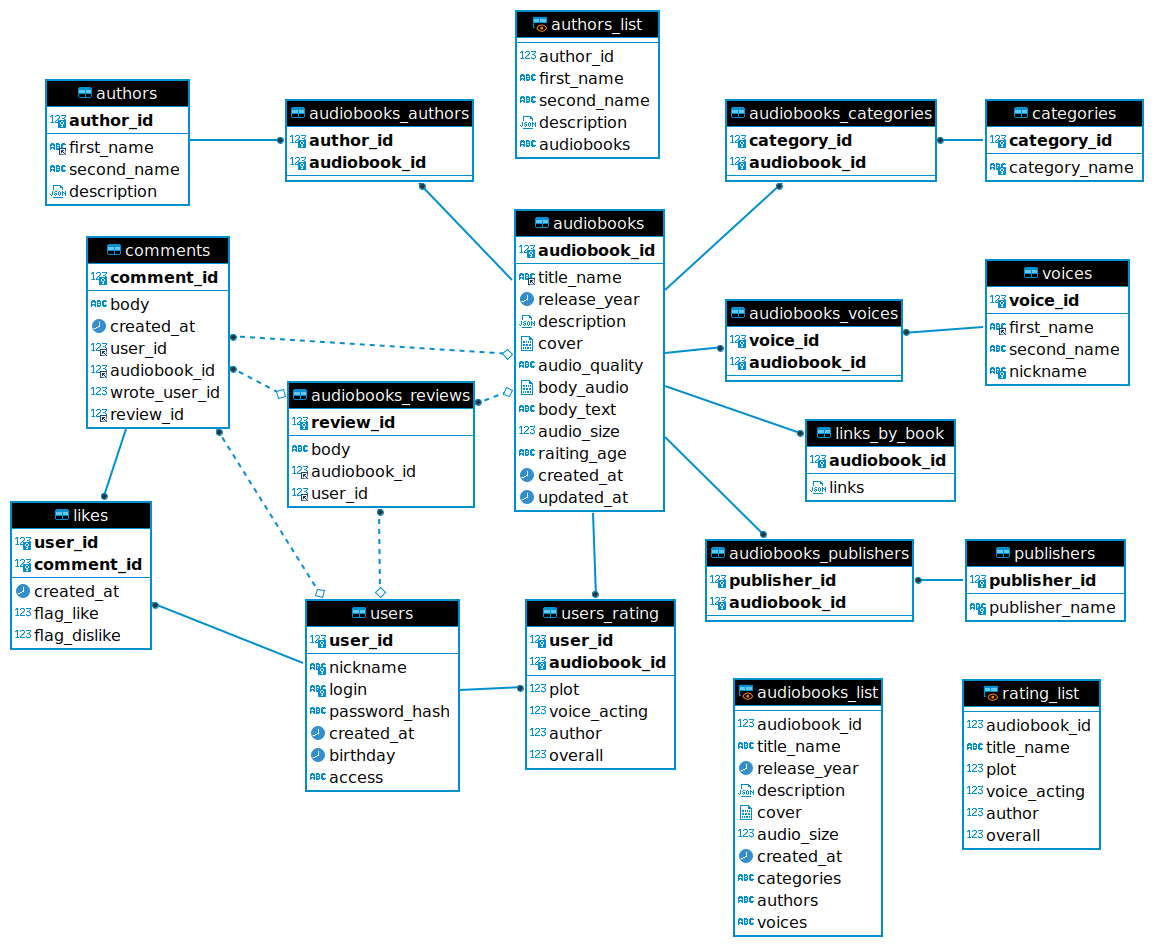 authors_list
author_id
first_name
second_name
description
audiobooks
authors
author_id
first_name
second_name
description
audiobooks_authors
author_id
audiobook_id
audiobooks_categories
category_id
audiobook_id
categories
category_id
category_name
comments
comment_id
body
created_at
user_id
audiobook_id
wrote_user_id
review_id
audiobooks
audiobook_id
title_name
release_year
description
cover
audio_quality
body_audio
body_text
audio_size
raiting_age
created_at
updated_at
voices
voice_id
first_name
second_name
nickname
audiobooks_voices
voice_id
audiobook_id
audiobooks_reviews
review_id
body
audiobook_id
user_id
links_by_book
audiobook_id
links
likes
user_id
comment_id
created_at
flag_like
flag_dislike
audiobooks_publishers
publisher_id
audiobook_id
publishers
publisher_id
publisher_name
users
user_id
nickname
login
password_hash
created_at
birthday
access
users_rating
user_id
audiobook_id
plot
voice_acting
author
overall
audiobooks_list
audiobook_id
title_name
release_year
description
cover
audio_size
created_at
categories
authors
voices
rating_list
audiobook_id
title_name
plot
voice_acting
author
overall